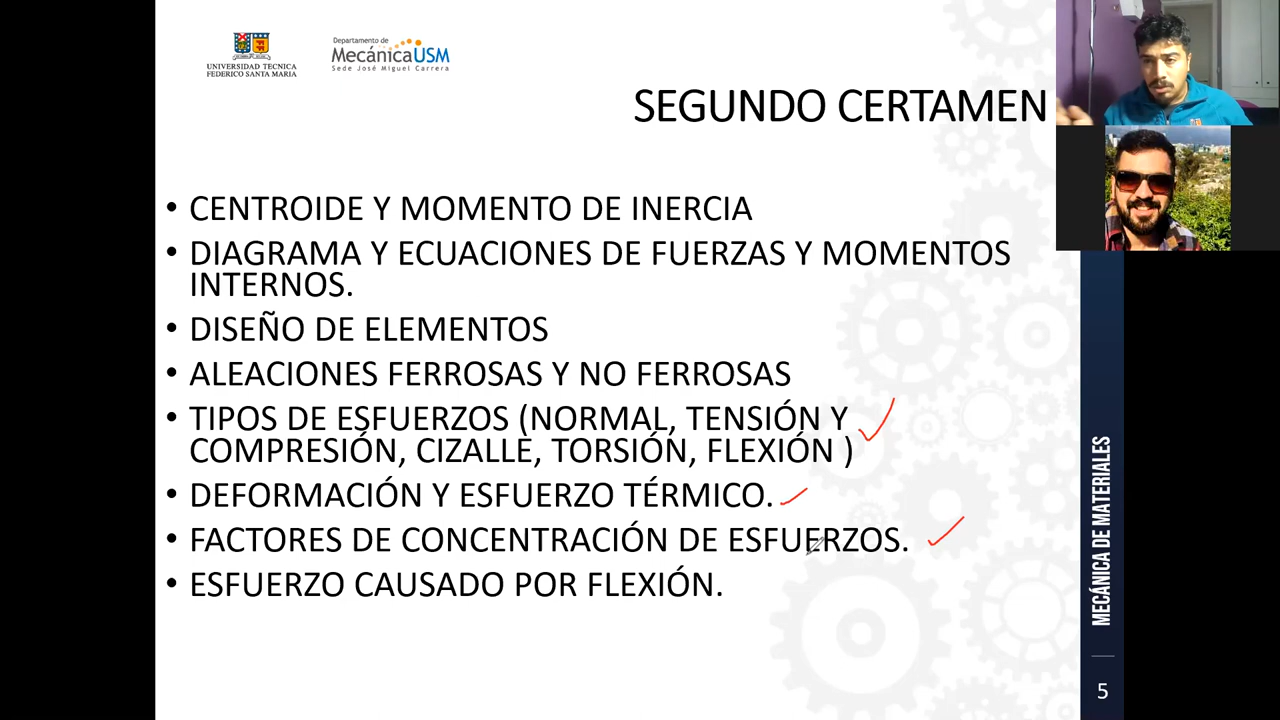 UNIVERSIDAD TECNICA
FEDERICO SANTA MARIA
Departamento de
MecánicaUSM
Sede José Miguel Carrera
SEGUNDO CERTAMEN
• CENTROIDE Y MOMENTO DE INERCIA
• DIAGRAMA Y ECUACIONES DE FUERZAS Y MOMENTOS
INTERNOS.
• DISEÑO DE ELEMENTOS
• ALEACIONES FERROSAS Y NO FERROSAS
• TIPOS DE ESFUERZOS (NORMAL, TENSIÓN Y
COMPRESIÓN, CIZALLE, TORSIÓN, FLEXIÓN )
• DEFORMACIÓN Y ESFUERZO TÉRMICO.
• FACTORES DE CONCENTRACIÓN DE ESFUERZOS.
• ESFUERZO CAUSADO POR FLEXIÓN.
MECÁNICA DE MATERIALES
5